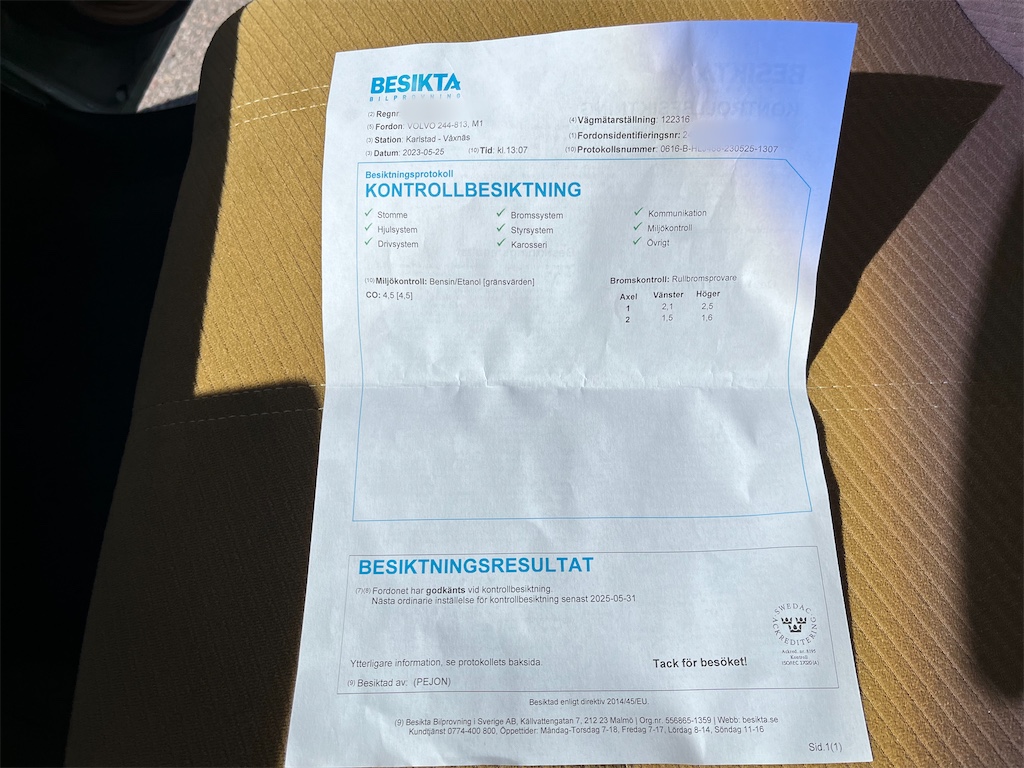 BESIKTA
BILPROVNING
(2) Regnr
(5) Fordon: VOLVO 244-813, M1
(3) Station: Karlstad - Våxnäs
(3) Datum: 2023-05-25 (10) Tid: kl.13:07
(4) Vägmätarställning: 122316
(1) Fordonsidentifieringsnr: 2
(10) Protokollsnummer: 0616-B-
Besiktningsprotokoll
KONTROLLBESIKTNING
✓ Stomme ✓ Bromssystem ✓ Kommunikation
✓ Hjulsystem ✓ Styrsystem ✓ Miljökontroll
✓ Drivsystem ✓ Karosseri ✓ Övrigt
(10) Miljökontroll: Bensin/Etanol [gränsvärden]
CO: 4,5 [4,5]
Bromskontroll: Rullbromsprovare
Axel Vänster Höger
1 2,1 2,5
2 1,5 1,6
BESIKTNINGSRESULTAT
(7)(8) Fordonet har godkänts vid kontrollbesiktning.
Nästa ordinarie inställelse för kontrollbesiktning senast 2025-05-31
SWEDAC
ACKREDITERING
Kontroll
Ytterligare information, se protokollets baksida.
Tack för besöket!
(9) Besiktad av: (PEJON)
Besiktad enligt direktiv 2014/45/EU.
(9) Besikta Bilprovning i Sverige AB, Källvattengatan 7, 212 23 Malmö | Org.nr. 556865-1359 | Webb: besikta.se
Kundtjänst 0774-400 800, Öppettider: Måndag-Torsdag 7-18, Fredag 7-17, Lördag 8-14, Söndag 11-16
Sid.1(1)